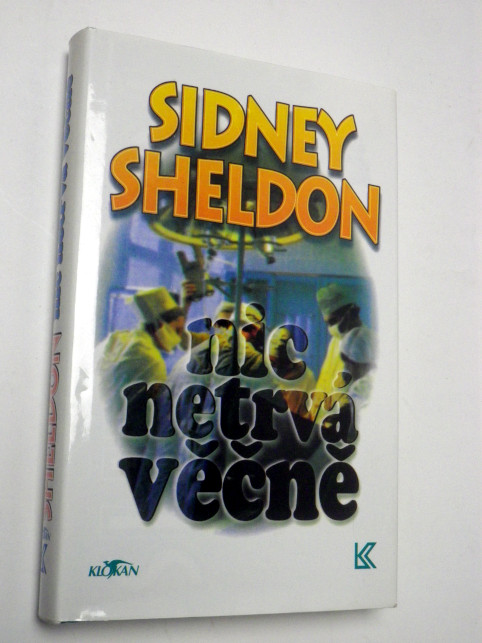 SIDNEY
SHELDON
nic
netrvá
věčně
KLOKAN